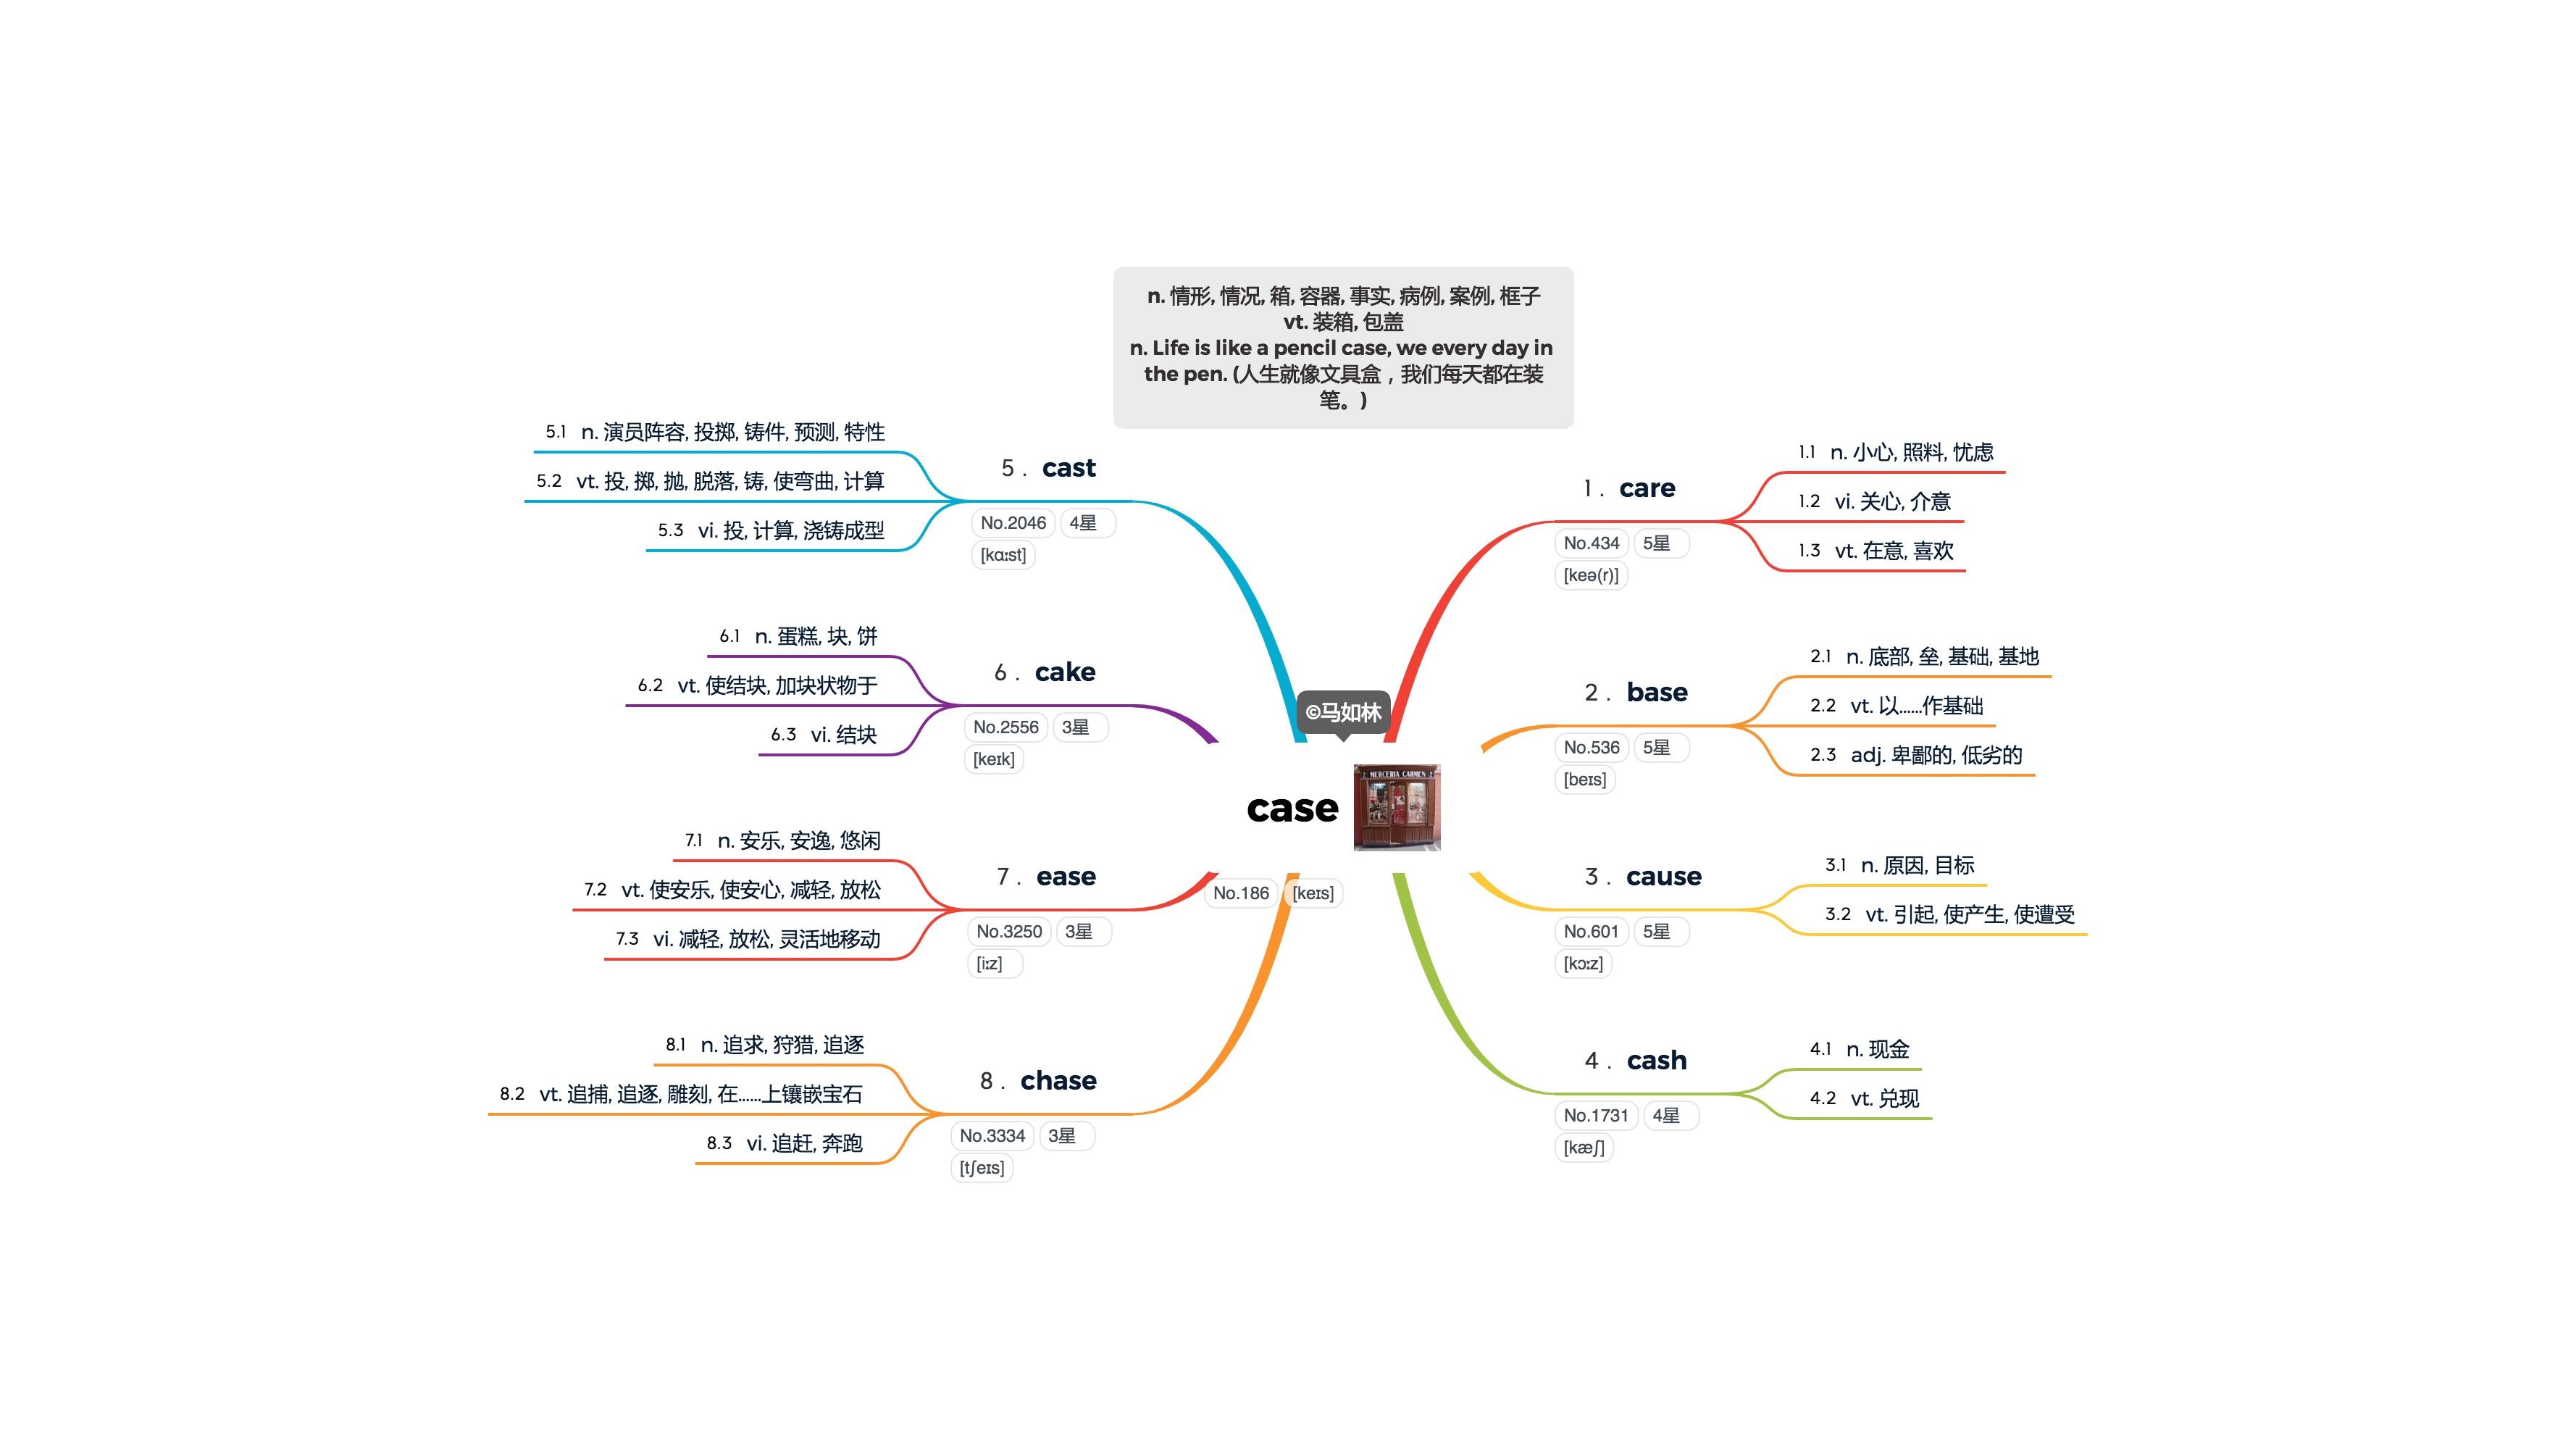 n. 情形, 情况, 箱, 容器, 事实, 病例, 案例, 框子
vt. 装箱, 包盖
n. Life is like a pencil case, we every day in
the pen. (人生就像文具盒，我们每天都在装
笔。)
©马如林
case
MERCERIA CARMEN
No.186 [keɪs]
1. care
No.434 5星
[keə(r)]
1.1 n. 小心, 照料, 忧虑
1.2 vi. 关心, 介意
1.3 vt. 在意, 喜欢
2. base
No.536 5星
[beɪs]
2.1 n. 底部, 垒, 基础, 基地
2.2 vt. 以......作基础
2.3 adj. 卑鄙的, 低劣的
3. cause
No.601 5星
[kɔːz]
3.1 n. 原因, 目标
3.2 vt. 引起, 使产生, 使遭受
4. cash
No.1731 4星
[kæʃ]
4.1 n. 现金
4.2 vt. 兑现
5. cast
No.2046 4星
[kɑːst]
5.1 n. 演员阵容, 投掷, 铸件, 预测, 特性
5.2 vt. 投, 掷, 抛, 脱落, 铸, 使弯曲, 计算
5.3 vi. 投, 计算, 浇铸成型
6. cake
No.2556 3星
[keɪk]
6.1 n. 蛋糕, 块, 饼
6.2 vt. 使结块, 加块状物于
6.3 vi. 结块
7. ease
No.3250 3星
[iːz]
7.1 n. 安乐, 安逸, 悠闲
7.2 vt. 使安乐, 使安心, 减轻, 放松
7.3 vi. 减轻, 放松, 灵活地移动
8. chase
No.3334 3星
[tʃeɪs]
8.1 n. 追求, 狩猎, 追逐
8.2 vt. 追捕, 追逐, 雕刻, 在......上镶嵌宝石
8.3 vi. 追赶, 奔跑